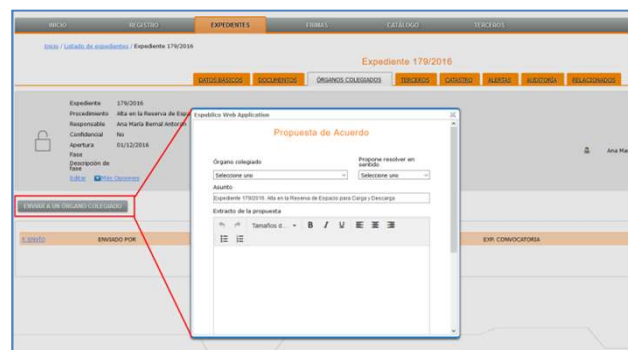 INICIO REGISTRO EXPEDIENTES FIRMAS CATÁLOGO TERCEROS
Inicio / Listado de expedientes / Expediente 179/2016
Expediente 179/2016
DATOS BÁSICOS DOCUMENTOS ÓRGANOS COLEGIADOS TERCEROS CATASTRO ALERTAS AUDITORÍA RELACIONADOS
Expediente 179/2016
Procedimiento Alta en la Reserva de Esp
Responsable Ana María Bernal Antolín
Confidencial No
Apertura 01/12/2016
Fase
Descripción de
fase
Editar Más Opciones
Ana Ma
ENVIAR A UN ÓRGANO COLEGIADO
F. ENVÍO ENVIADO POR EXP. CONVOCATORIA
Espublico Web Application
Propuesta de Acuerdo
Órgano colegiado Propone resolver en
sentido
Seleccione uno Seleccione uno
Asunto
Expediente 179/2016. Alta en la Reserva de Espacio para Carga y Descarga
Extracto de la propuesta
Tamaños d... B I U